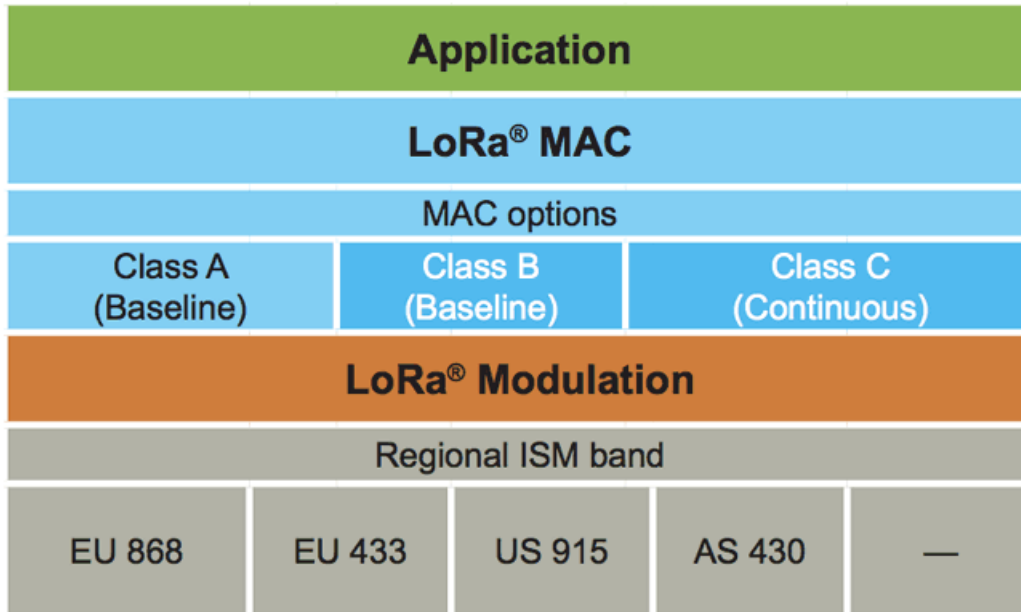 Application
LoRa® MAC
MAC options
Class A
(Baseline)
Class B
(Baseline)
Class C
(Continuous)
LoRa® Modulation
Regional ISM band
EU 868
EU 433
US 915
AS 430
—